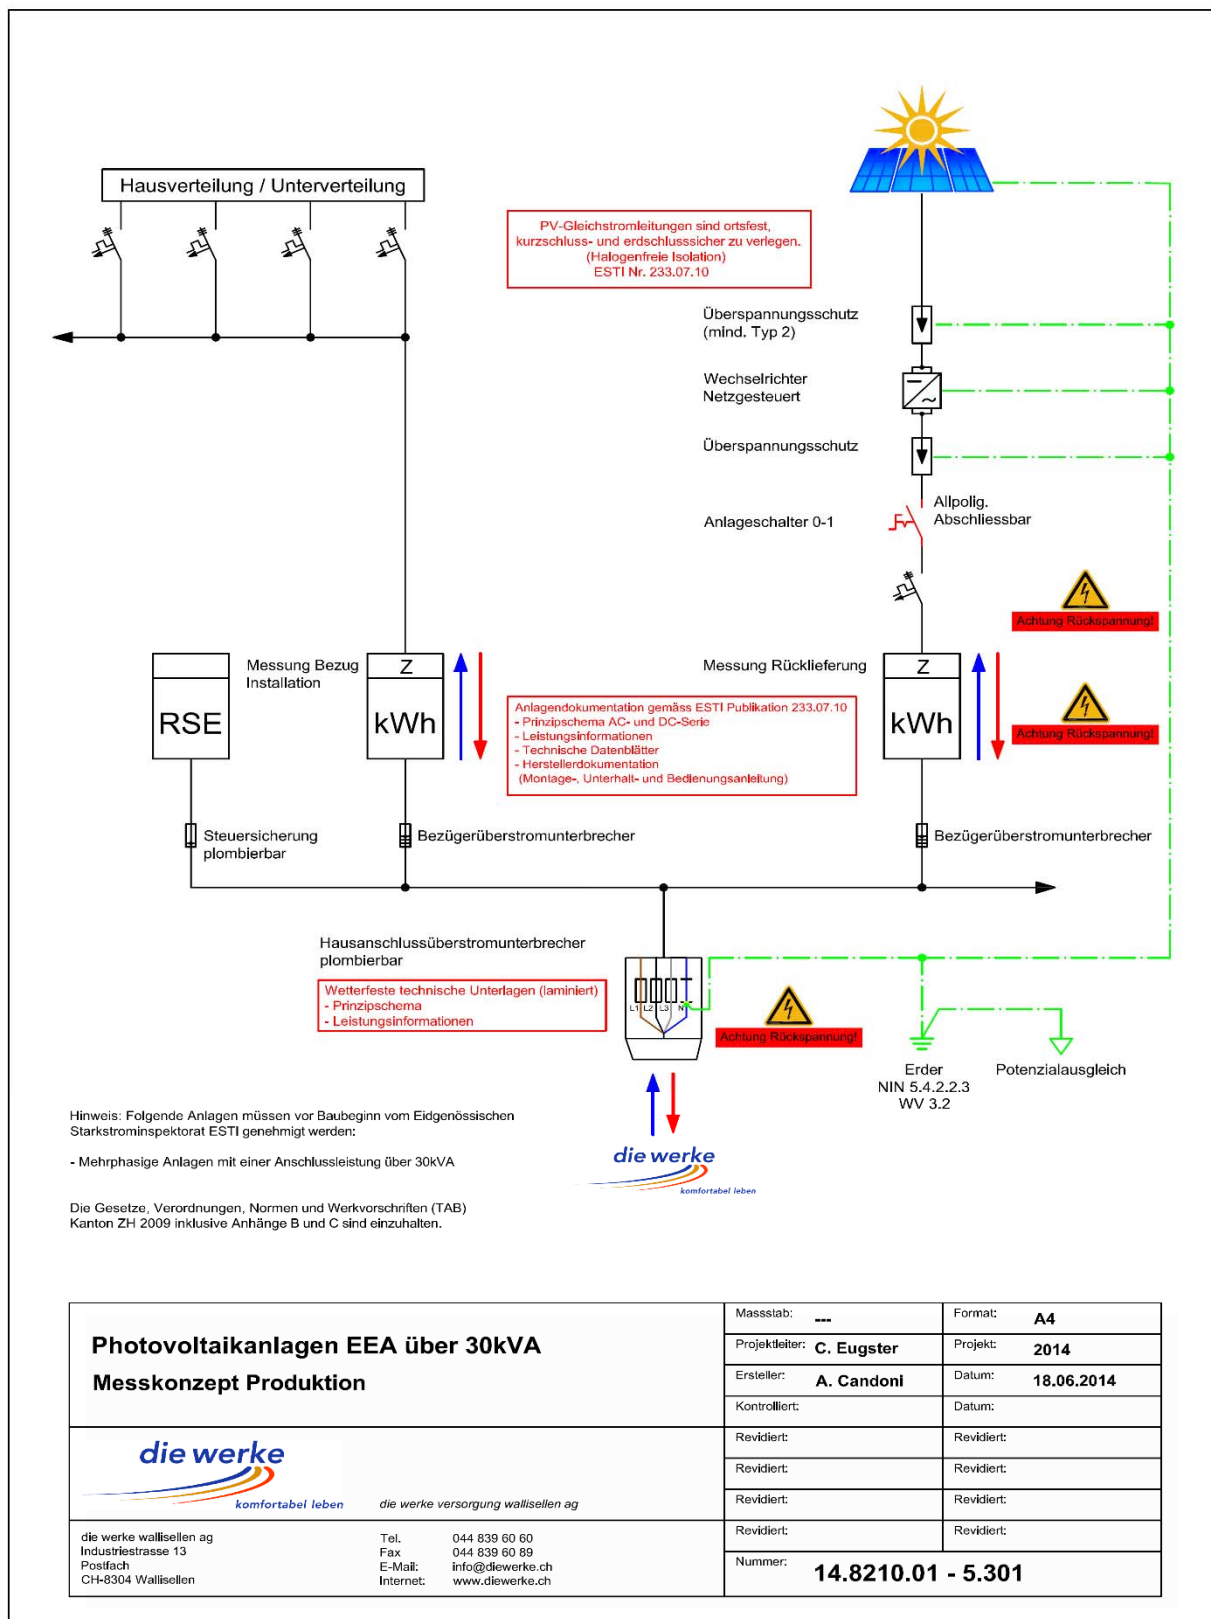 Hausverteilung / Unterverteilung
PV-Gleichstromleitungen sind ortsfest,
kurzschluss- und erdschlusssicher zu verlegen.
(Halogenfreie Isolation)
ESTI Nr. 233.07.10
Überspannungsschutz
(mind. Typ 2)
Wechselrichter
Netzgesteuert
Überspannungsschutz
Anlageschalter 0-1
Allpolig.
Abschliessbar
Achtung Rückspannung!
RSE
Messung Bezug
Installation
Z
kWh
Anlagendokumentation gemäss ESTI Publikation 233.07.10
- Prinzipschema AC- und DC-Serie
- Leistungsinformationen
- Technische Datenblätter
- Herstellerdokumentation
(Montage-, Unterhalt- und Bedienungsanleitung)
Messung Rücklieferung
Z
kWh
Achtung Rückspannung!
Steuersicherung
plombierbar
Bezügerüberstromunterbrecher
Bezügerüberstromunterbrecher
Hausanschlussüberstromunterbrecher
plombierbar
Wetterfeste technische Unterlagen (laminiert)
- Prinzipschema
- Leistungsinformationen
L1 L2 L3 N
Achtung Rückspannung!
Erder
NIN 5.4.2.2.3
WV 3.2
Potenzialausgleich
die werke
komfortabel leben
Hinweis: Folgende Anlagen müssen vor Baubeginn vom Eidgenössischen
Starkstrominspektorat ESTI genehmigt werden:
- Mehrphasige Anlagen mit einer Anschlussleistung über 30kVA
Die Gesetze, Verordnungen, Normen und Werkvorschriften (TAB)
Kanton ZH 2009 inklusive Anhänge B und C sind einzuhalten.
Photovoltaikanlagen EEA über 30kVA
Messkonzept Produktion
die werke
komfortabel leben
die werke versorgung wallisellen ag
die werke wallisellen ag
Industriestrasse 13
Postfach
CH-8304 Wallisellen
Tel. 044 839 60 60
Fax 044 839 60 89
E-Mail: info@diewerke.ch
Internet: www.diewerke.ch
Massstab: ---
Format: A4
Projektleiter: C. Eugster
Projekt: 2014
Ersteller: A. Candoni
Datum: 18.06.2014
Kontrolliert:
Datum:
Revidiert:
Revidiert:
Revidiert:
Revidiert:
Revidiert:
Revidiert:
Revidiert:
Revidiert:
Nummer: 14.8210.01 - 5.301